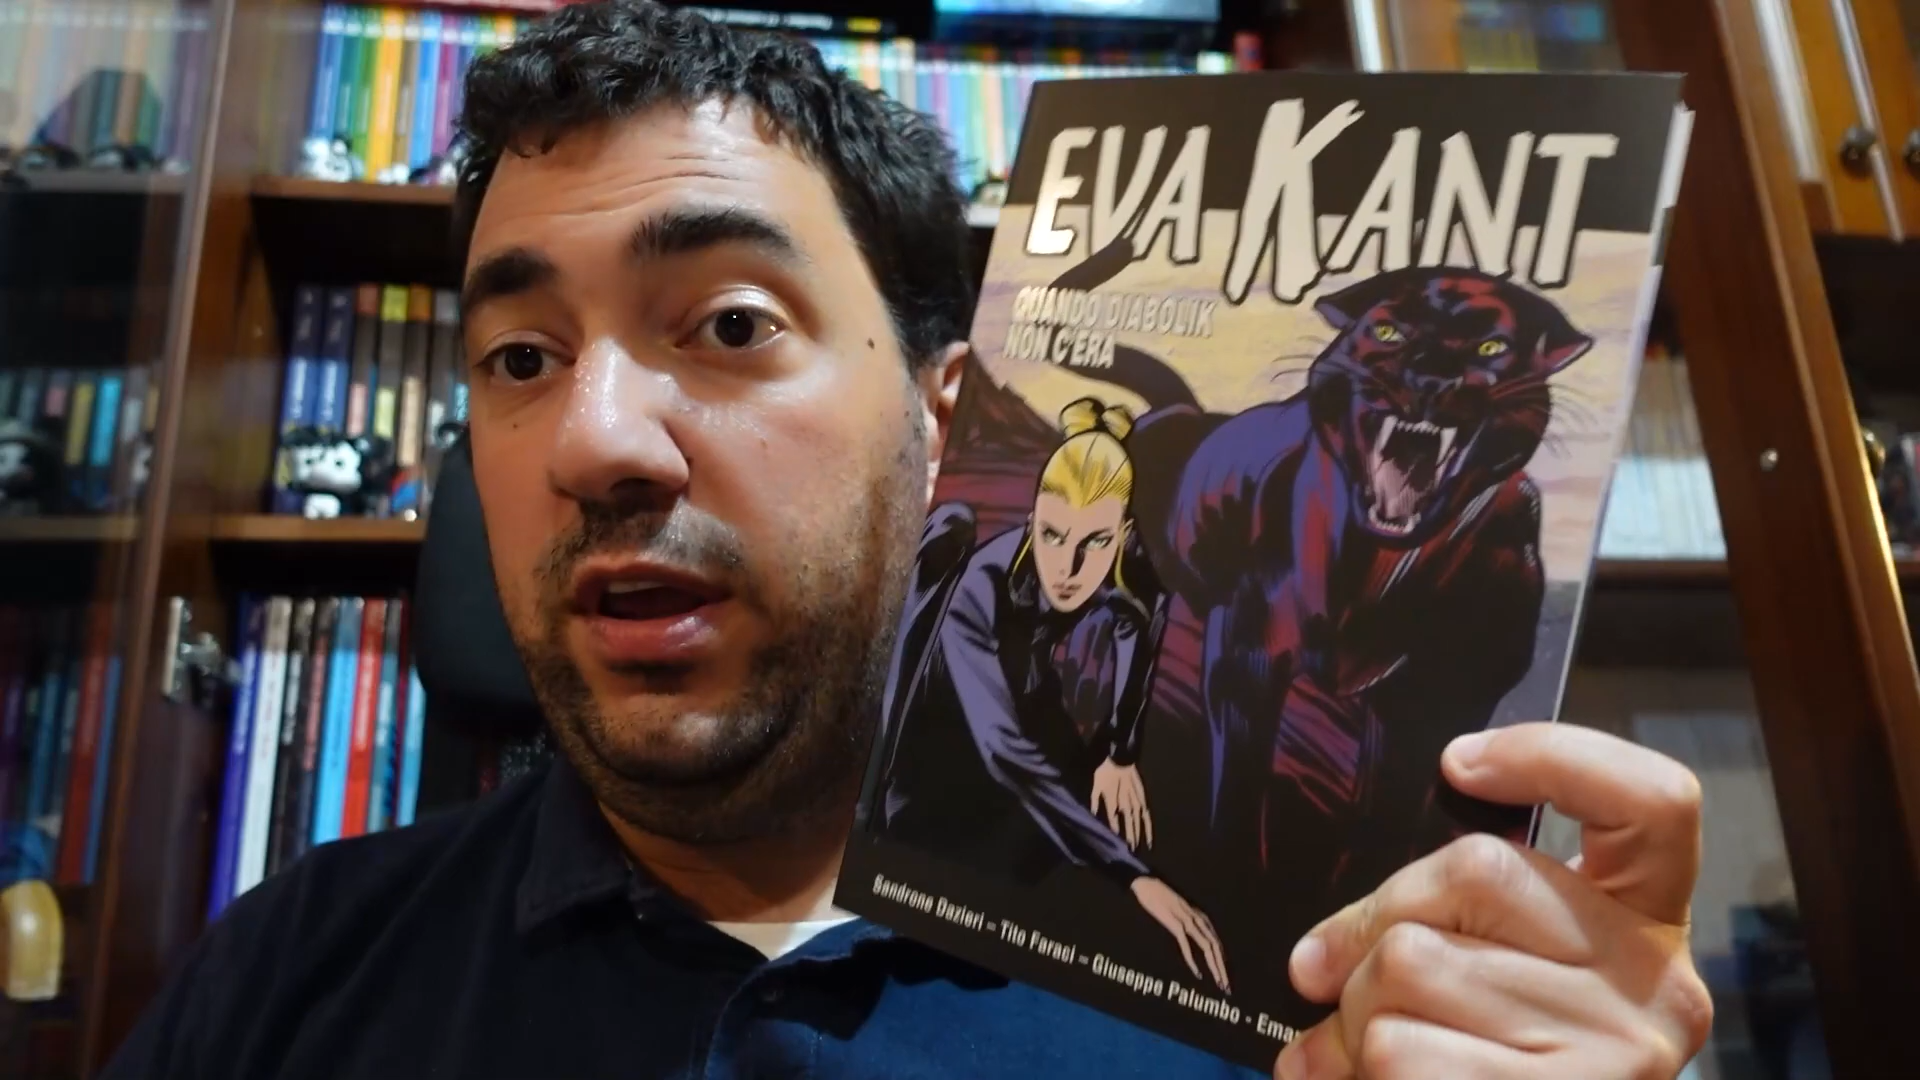 EVA KANT
QUANDO DIABOLIK
NON C'ERA
Sandrone Dazieri – Tito Faraci – Giuseppe Palumbo - Ema